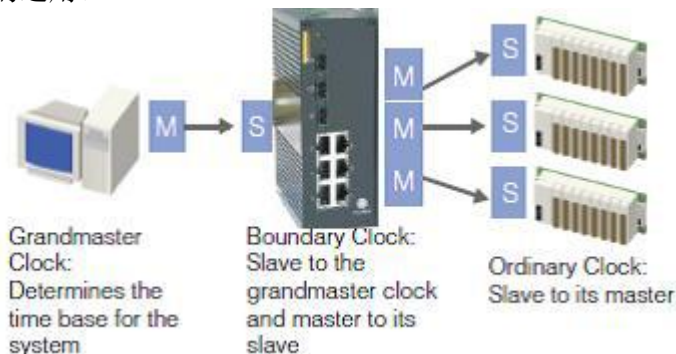 M
S
M
M
M
S
S
S
Grandmaster
Clock:
Determines the
time base for the
system
Boundary Clock:
Slave to the
grandmaster clock
and master to its
slave
Ordinary Clock:
Slave to its master